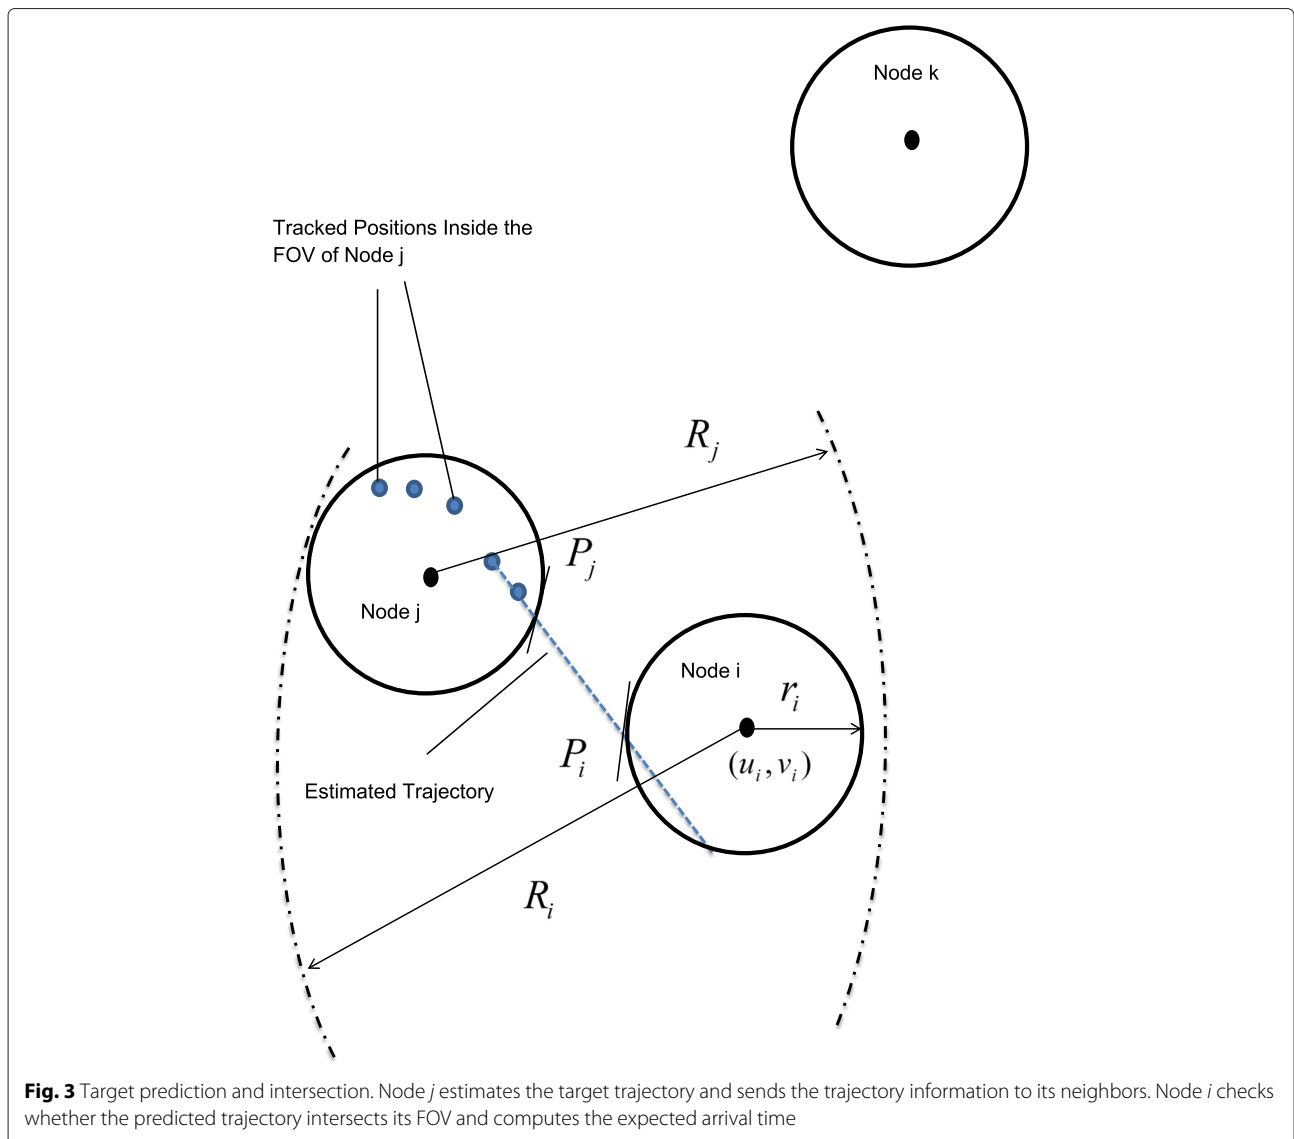 Node k
Tracked Positions Inside the
FOV of Node j
R_j
P_j
Node j
Node i
r_i
P_i
(u_i, v_i)
Estimated Trajectory
R_i
Fig. 3 Target prediction and intersection. Node j estimates the target trajectory and sends the trajectory information to its neighbors. Node i checks
whether the predicted trajectory intersects its FOV and computes the expected arrival time